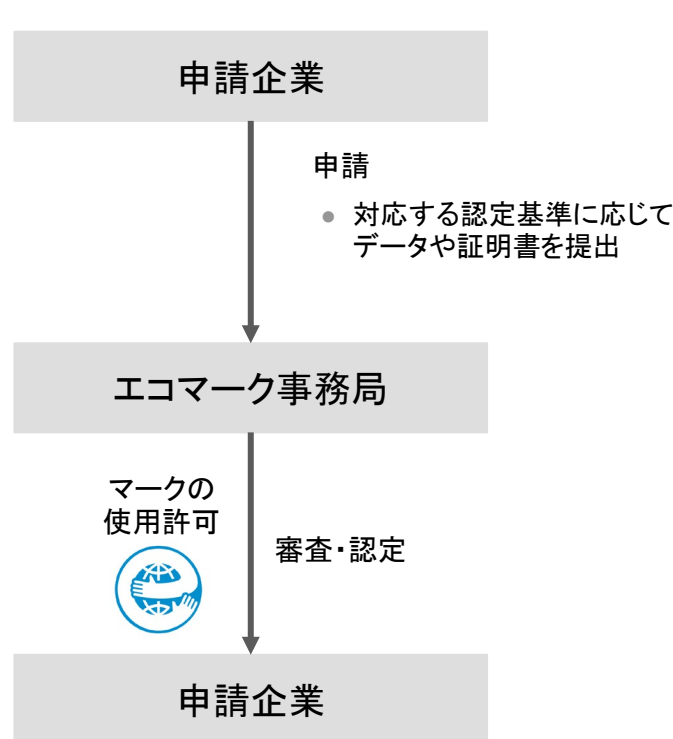 申請企業
申請
● 対応する認定基準に応じて
データや証明書を提出
エコマーク事務局
マークの
使用許可
審査・認定
申請企業